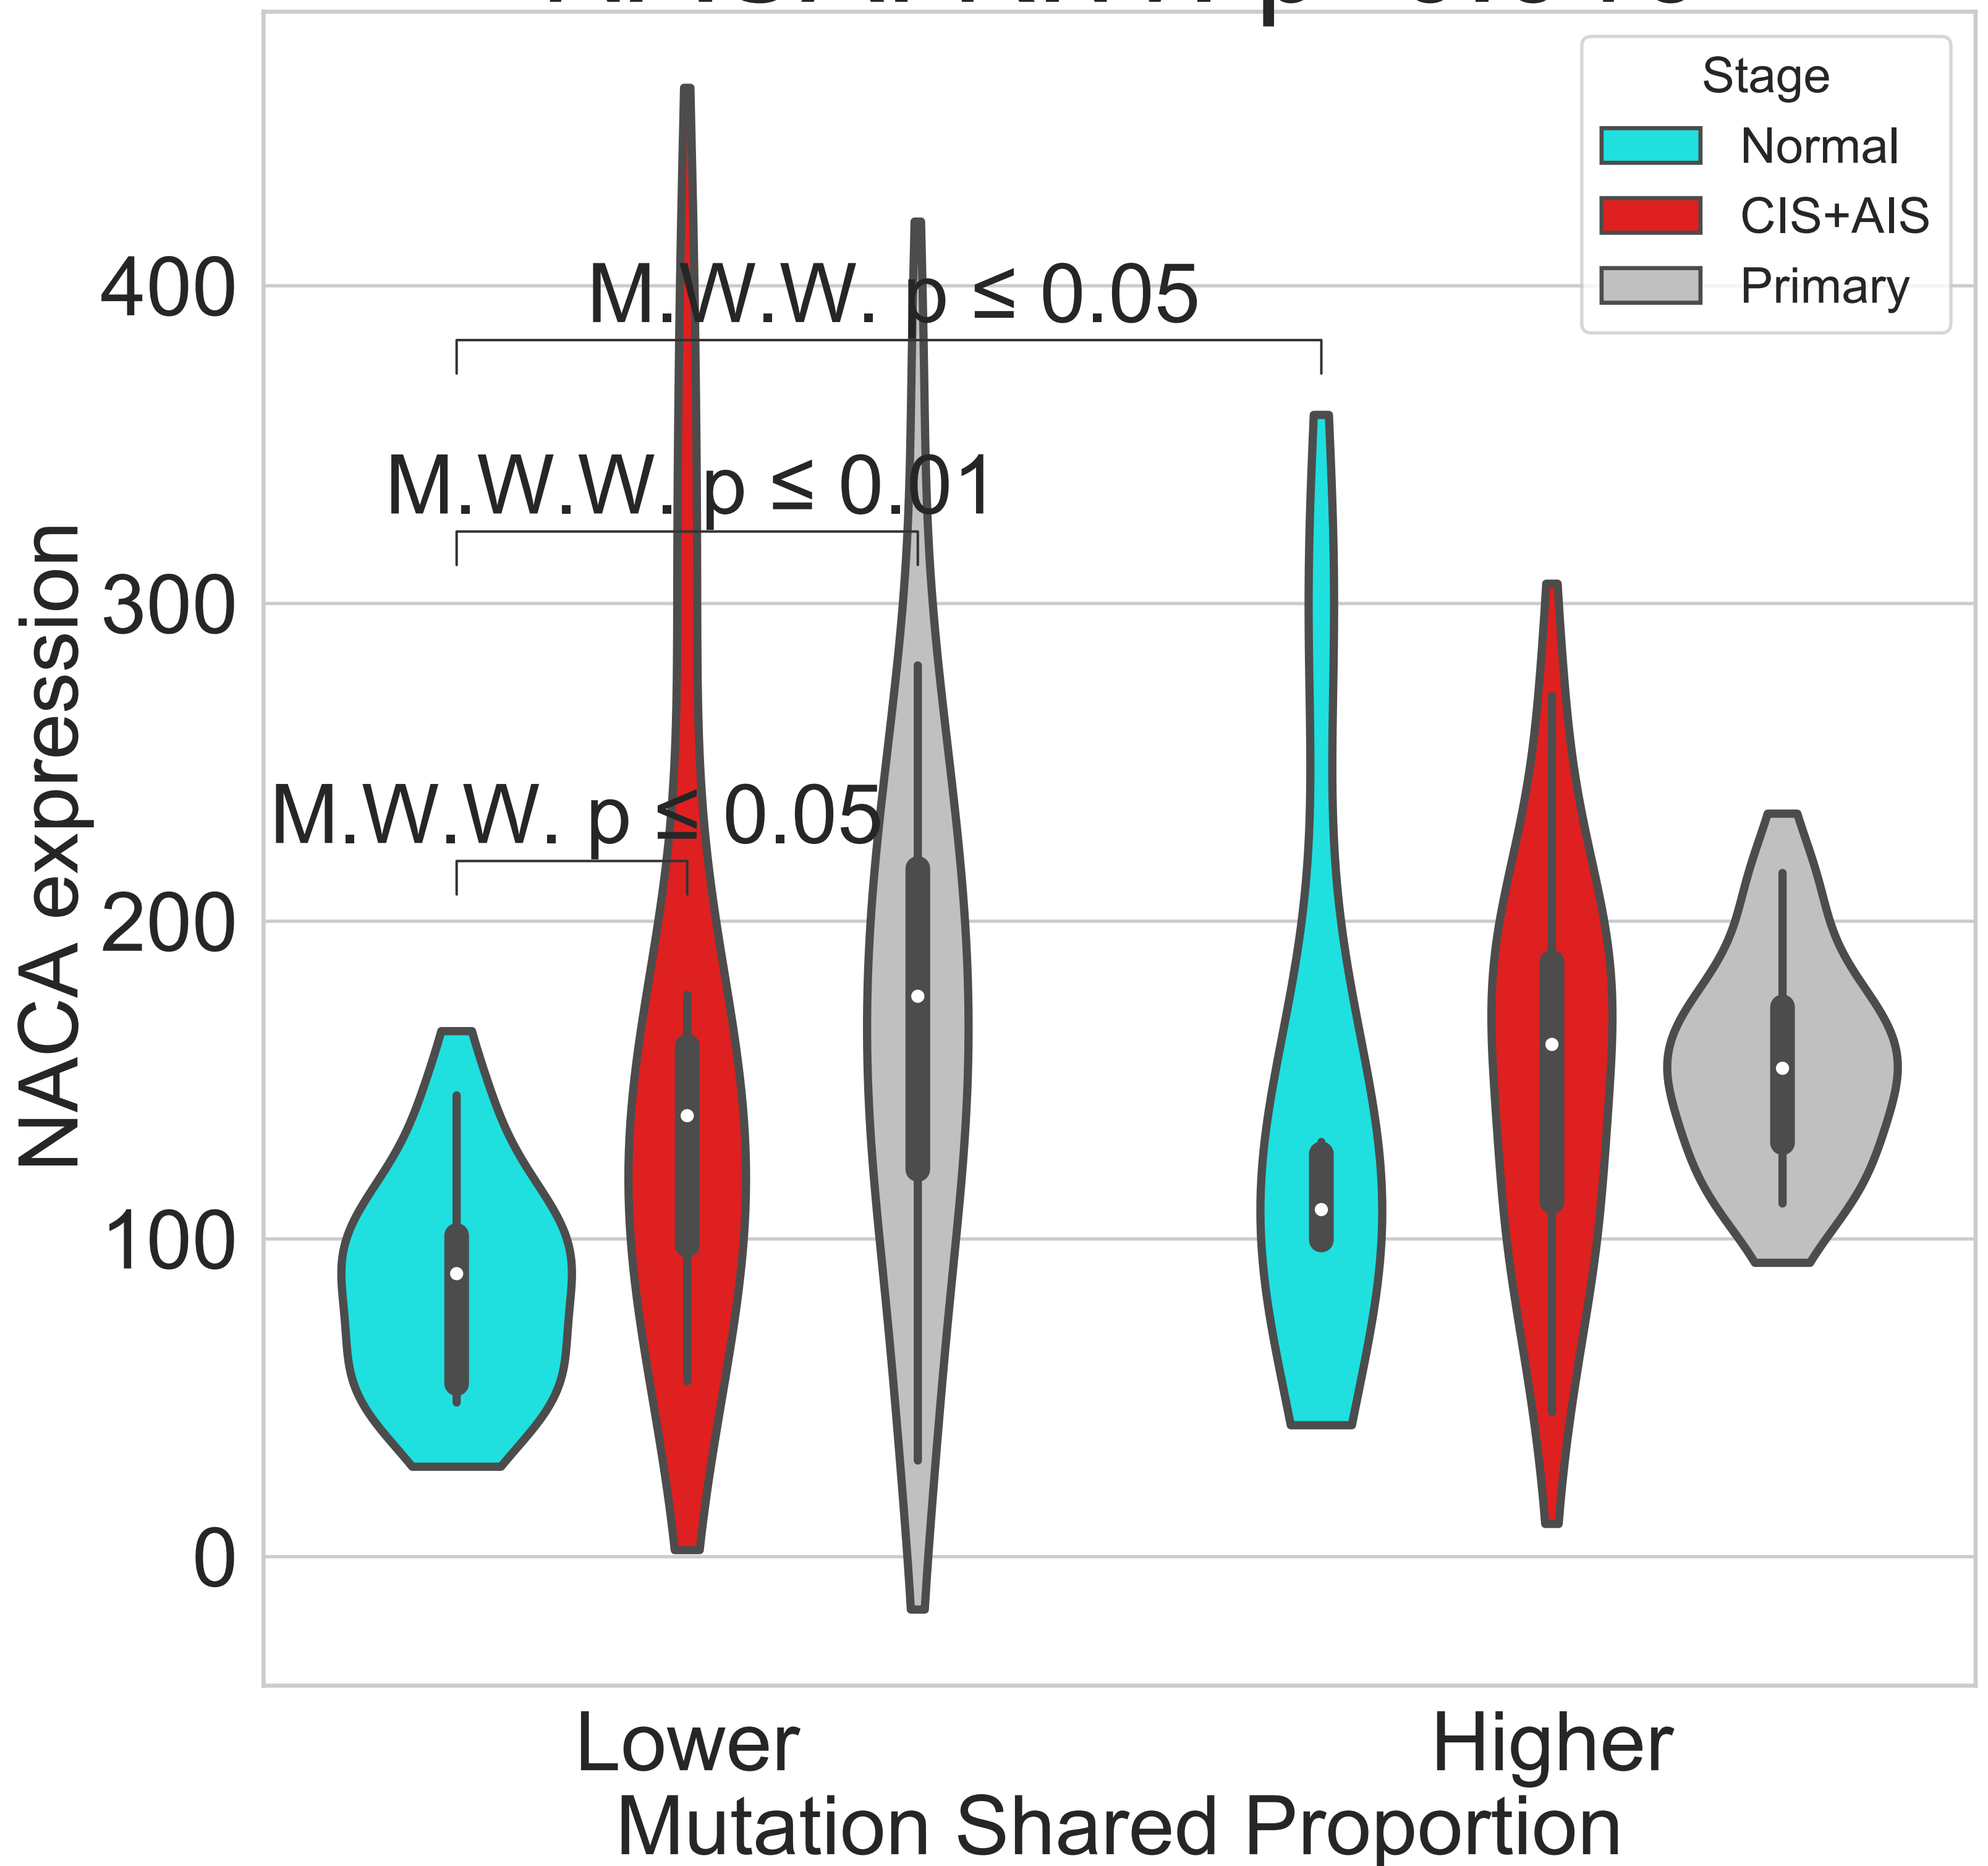 Stage
Normal
CIS+AIS
Primary
M.W.W. p ≤ 0.05
M.W.W. p ≤ 0.01
M.W.W. p ≤ 0.05
400
300
200
100
0
NACA expression
Lower
Higher
Mutation Shared Proportion